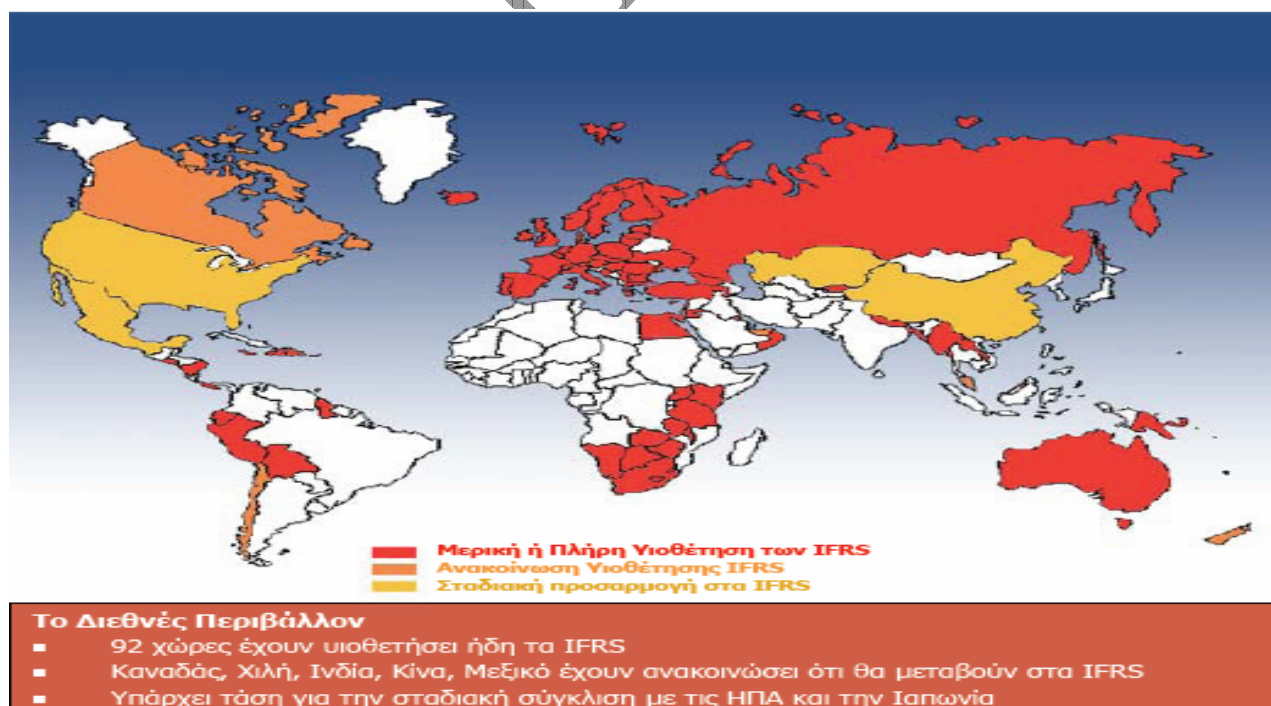 Μερική ή Πλήρη Υιοθέτηση των IFRS
Ανακοίνωση Υιοθέτησης IFRS
Σταδιακή προσαρμογή στα IFRS
Το Διεθνές Περιβάλλον
▪ 92 χώρες έχουν υιοθετήσει ήδη τα IFRS
▪ Καναδάς, Χιλή, Ινδία, Κίνα, Μεξικό έχουν ανακοινώσει ότι θα μεταβούν στα IFRS
▪ Υπάρχει τάση για την σταδιακή σύγκλιση με τις ΗΠΑ και την Ιαπωνία